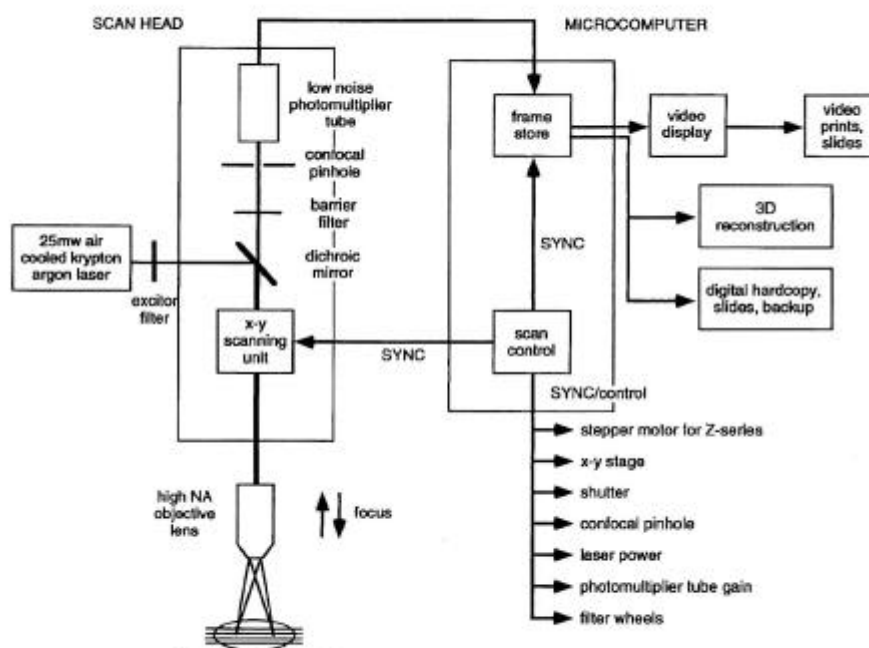 SCAN HEAD
MICROCOMPUTER
low noise
photomultiplier
tube
confocal
pinhole
barrier
filter
dichroic
mirror
25mw air
cooled krypton
argon laser
excitor
filter
x-y
scanning
unit
high NA
objective
lens
focus
frame
store
video
display
video
prints,
slides
3D
reconstruction
digital hardcopy,
slides, backup
SYNC
scan
control
SYNC
SYNC/control
stepper motor for Z-series
x-y stage
shutter
confocal pinhole
laser power
photomultiplier tube gain
filter wheels